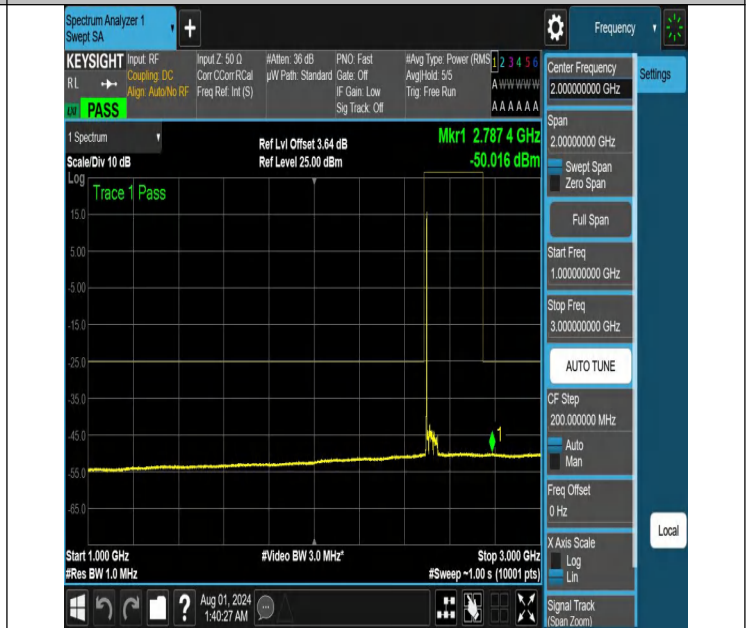 Spectrum Analyzer 1
Swept SA
+
Frequency
KEYSIGHT
RL
LXI
PASS
Input: RF
Coupling: DC
Align: Auto/No RF
Input Z: 50 Ω
Corr CCorr RCal
Freq Ref: Int (S)
#Atten: 36 dB
µW Path: Standard
PNO: Fast
Gate: Off
IF Gain: Low
Sig Track: Off
#Avg Type: Power (RMS
Avg|Hold: 5/5
Trig: Free Run
1 2 3 4 5 6
A W W W W W
A A A A A A
1 Spectrum
Scale/Div 10 dB
Ref Lvl Offset 3.64 dB
Ref Level 25.00 dBm
Mkr1 2.787 4 GHz
-50.016 dBm
Log
Trace 1 Pass
15.0
5.00
-5.00
-15.0
-25.0
-35.0
-45.0
-55.0
-65.0
1
Start 1.000 GHz
#Res BW 1.0 MHz
#Video BW 3.0 MHz*
Stop 3.000 GHz
#Sweep ~1.00 s (10001 pts)
Aug 01, 2024
1:40:27 AM
Center Frequency
2.000000000 GHz
Span
2.00000000 GHz
Swept Span
Zero Span
Full Span
Start Freq
1.000000000 GHz
Stop Freq
3.000000000 GHz
AUTO TUNE
CF Step
200.000000 MHz
Auto
Man
Freq Offset
0 Hz
X Axis Scale
Log
Lin
Signal Track
(Span Zoom)
Settings
Local